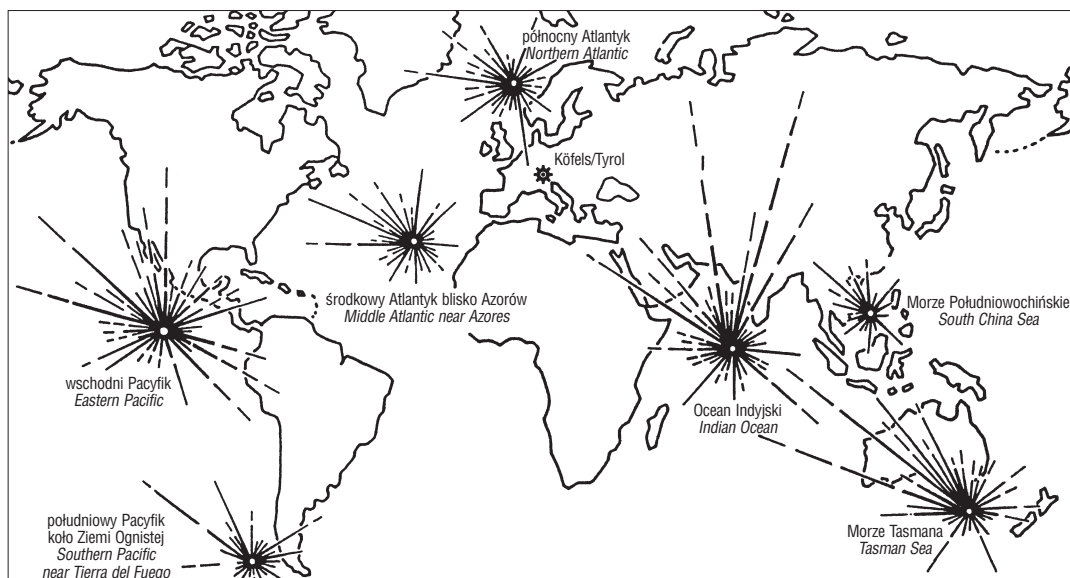 północny Atlantyk
Northern Atlantic
Köfels/Tyrol
środkowy Atlantyk blisko Azorów
Middle Atlantic near Azores
Morze Południowochińskie
South China Sea
wschodni Pacyfik
Eastern Pacific
Ocean Indyjski
Indian Ocean
południowy Pacyfik
koło Ziemi Ognistej
Southern Pacific
near Tierra del Fuego
Morze Tasmana
Tasman Sea